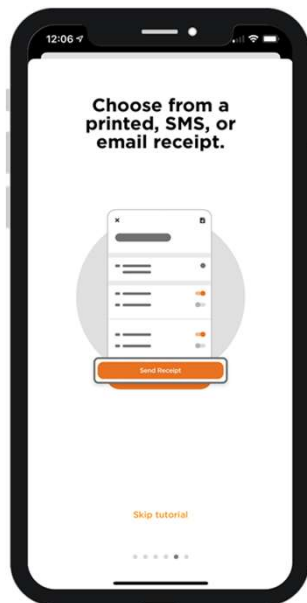 12:06
Choose from a
printed, SMS, or
email receipt.
Send Receipt
Skip tutorial